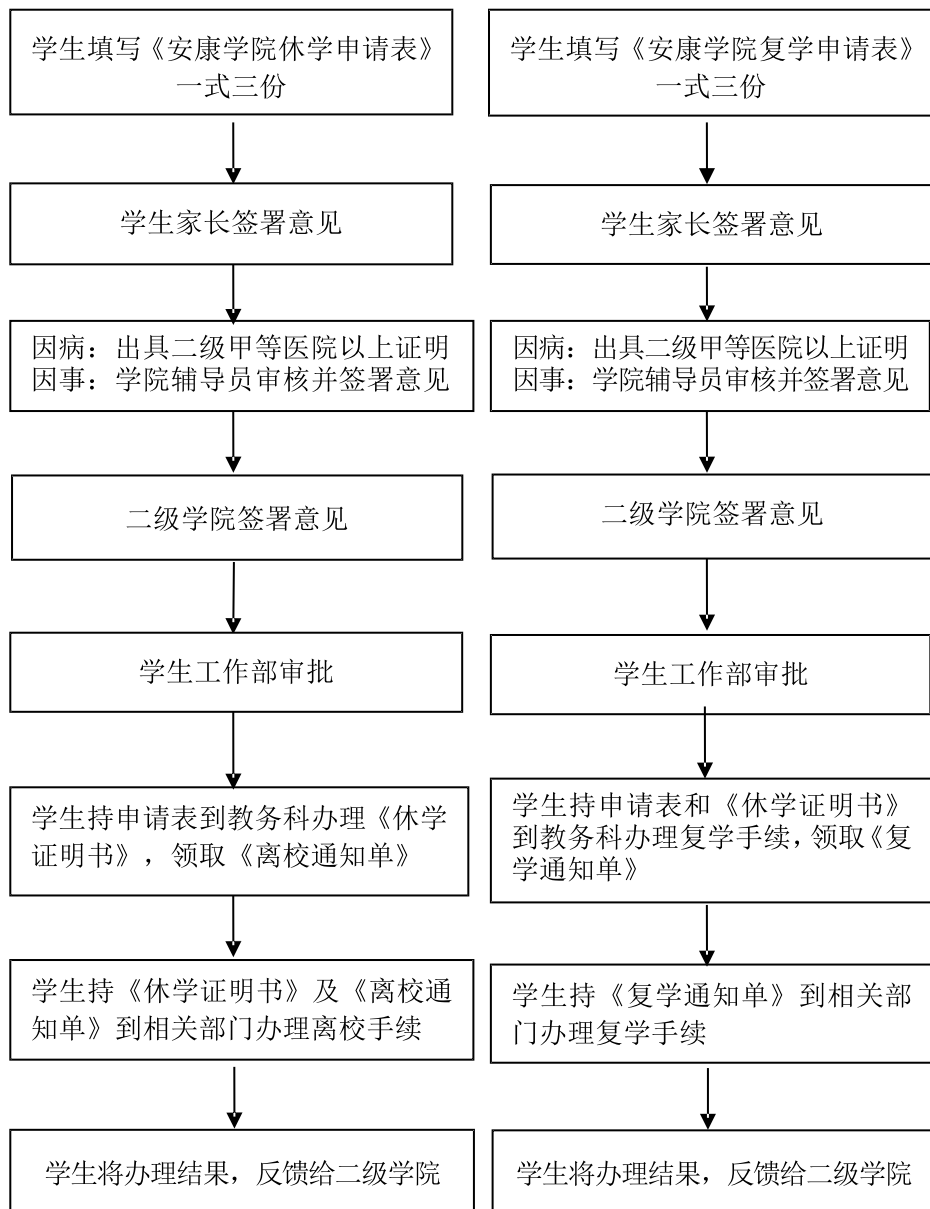 学生填写《安康学院休学申请表》
一式三份
学生家长签署意见
因病：出具二级甲等医院以上证明
因事：学院辅导员审核并签署意见
二级学院签署意见
学生工作部审批
学生持申请表到教务科办理《休学
证明书》，领取《离校通知单》
学生持《休学证明书》及《离校通
知单》到相关部门办理离校手续
学生将办理结果，反馈给二级学院
学生填写《安康学院复学申请表》
一式三份
学生家长签署意见
因病：出具二级甲等医院以上证明
因事：学院辅导员审核并签署意见
二级学院签署意见
学生工作部审批
学生持申请表和《休学证明书》
到教务科办理复学手续，领取《复
学通知单》
学生持《复学通知单》到相关部
门办理复学手续
学生将办理结果，反馈给二级学院